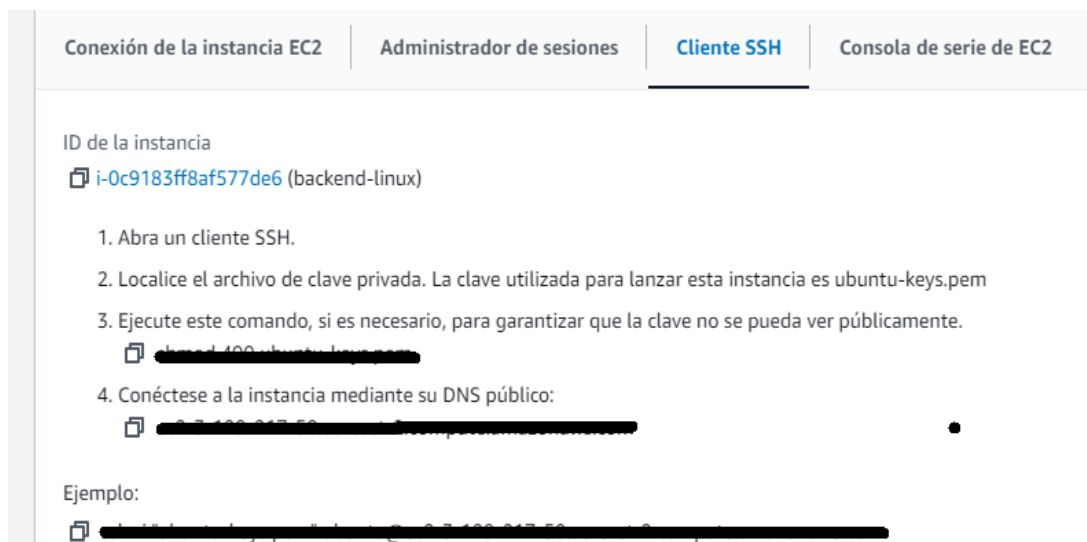 Conexión de la instancia EC2 Administrador de sesiones Cliente SSH Consola de serie de EC2
ID de la instancia
i-0c9183ff8af577de6 (backend-linux)
1. Abra un cliente SSH.
2. Localice el archivo de clave privada. La clave utilizada para lanzar esta instancia es ubuntu-keys.pem
3. Ejecute este comando, si es necesario, para garantizar que la clave no se pueda ver públicamente.
4. Conéctese a la instancia mediante su DNS público:
Ejemplo: